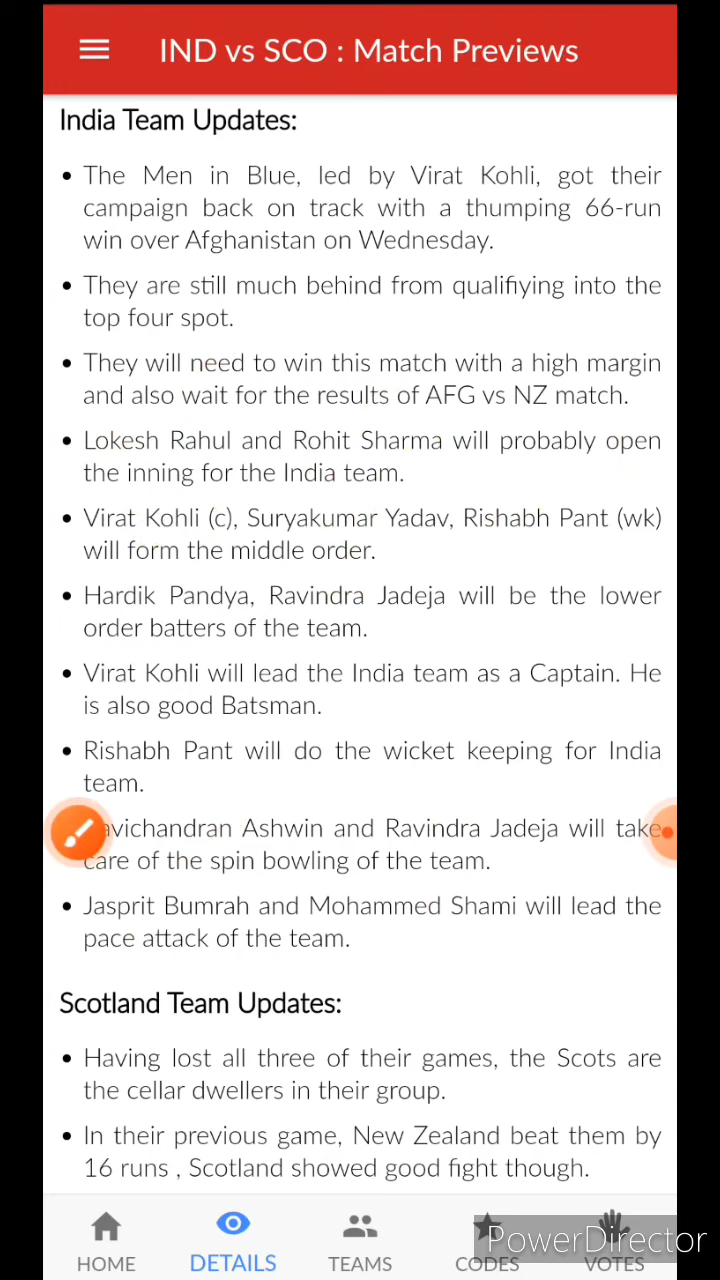 IND vs SCO : Match Previews
India Team Updates:
• The Men in Blue, led by Virat Kohli, got their
campaign back on track with a thumping 66-run
win over Afghanistan on Wednesday.
• They are still much behind from qualifiying into the
top four spot.
• They will need to win this match with a high margin
and also wait for the results of AFG vs NZ match.
• Lokesh Rahul and Rohit Sharma will probably open
the inning for the India team.
• Virat Kohli (c), Suryakumar Yadav, Rishabh Pant (wk)
will form the middle order.
• Hardik Pandya, Ravindra Jadeja will be the lower
order batters of the team.
• Virat Kohli will lead the India team as a Captain. He
is also good Batsman.
• Rishabh Pant will do the wicket keeping for India
team.
avichandran Ashwin and Ravindra Jadeja will take
care of the spin bowling of the team.
• Jasprit Bumrah and Mohammed Shami will lead the
pace attack of the team.
Scotland Team Updates:
• Having lost all three of their games, the Scots are
the cellar dwellers in their group.
• In their previous game, New Zealand beat them by
16 runs , Scotland showed good fight though.
HOME DETAILS TEAMS CODES VOTES
PowerDirector